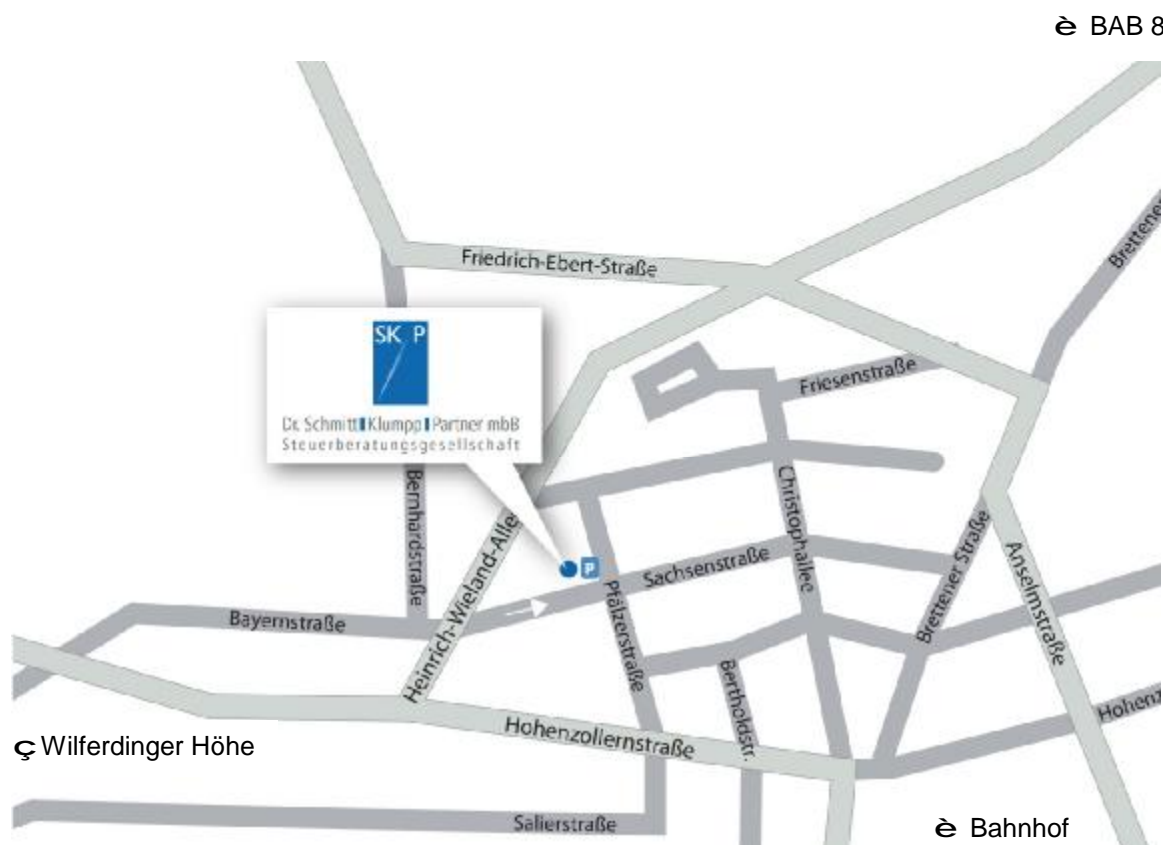 è BAB 8
Friedrich-Ebert-Straße
Brettener
SK P
Dr. Schmitt Klumpp Partner mbB
Steuerberatungsgesellschaft
Friesenstraße
Bernhardstraße
Heinrich-Wieland-Allee
Christophallee
P
Sachsenstraße
Pfälzerstraße
Brettener Straße
Anselmstraße
Bayernstraße
Bertholdstr.
Hohenz
Hohenzollernstraße
ç Wilferdinger Höhe
Salierstraße
è Bahnhof